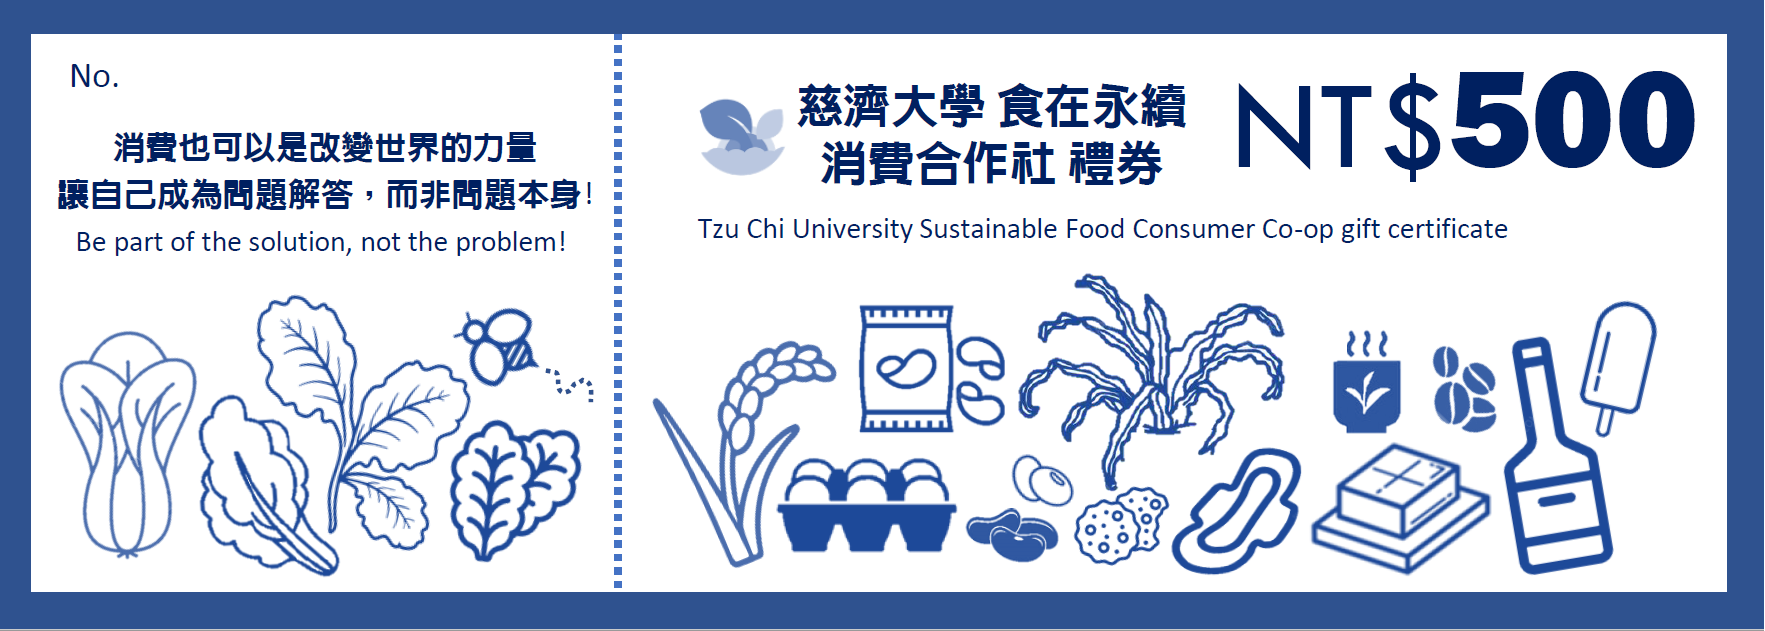 No.
消費也可以是改變世界的力量
讓自己成為問題解答，而非問題本身!
Be part of the solution, not the problem!
慈濟大學 食在永續
消費合作社 禮券
NT$500
Tzu Chi University Sustainable Food Consumer Co-op gift certificate